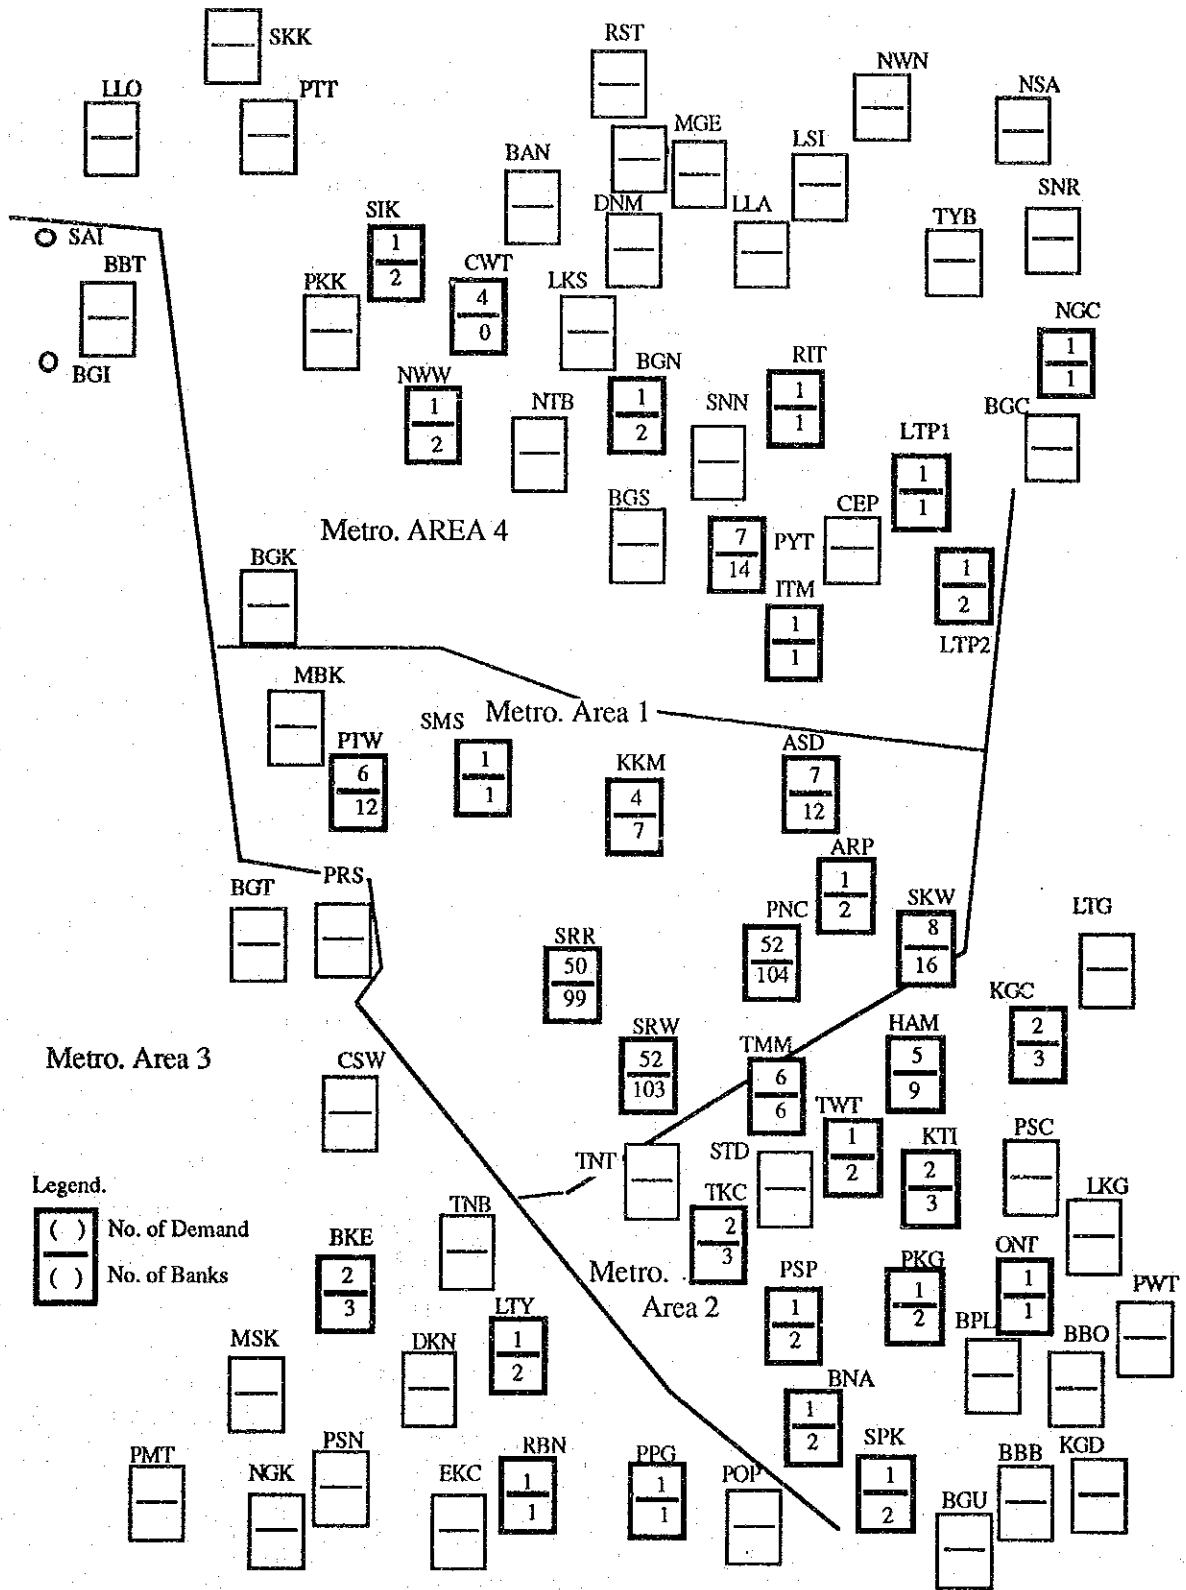 SKK
RST
NWN
LLO
PTT
NSA
MGE
LSI
BAN
SNR
SIK
1
2
DNM
LLA
TYB
SAI
BBT
CWT
4
0
PKK
LKS
NGC
1
1
BGI
NWW
1
2
BGN
1
2
RIT
1
1
NTB
SNN
BGC
LTP1
1
1
Metro. AREA 4
BGS
7
14
PYT
CEP
1
2
LTP2
BGK
ITM
1
1
MBK
Metro. Area 1
SMS
1
1
PTW
6
12
KKM
4
7
ASD
7
12
ARP
1
2
BGT
PRS
PNC
52
104
SKW
8
16
LTG
SRR
50
99
KGC
2
3
Metro. Area 3
CSW
SRW
52
103
TMM
6
6
HAM
5
9
TWT
1
2
KTI
2
3
PSC
TNT
STD
Legend.
( ) No. of Demand
( ) No. of Banks
TNB
TKC
2
3
LKG
BKE
2
3
Metro.
Area 2
PSP
1
2
PKG
1
2
ONT
1
1
PWT
LTY
1
2
MSK
DKN
BPL
BBO
BNA
1
2
PMT
NGK
PSN
EKC
RBN
1
1
PPG
1
1
POP
SPK
1
2
BGU
BBB
KGD